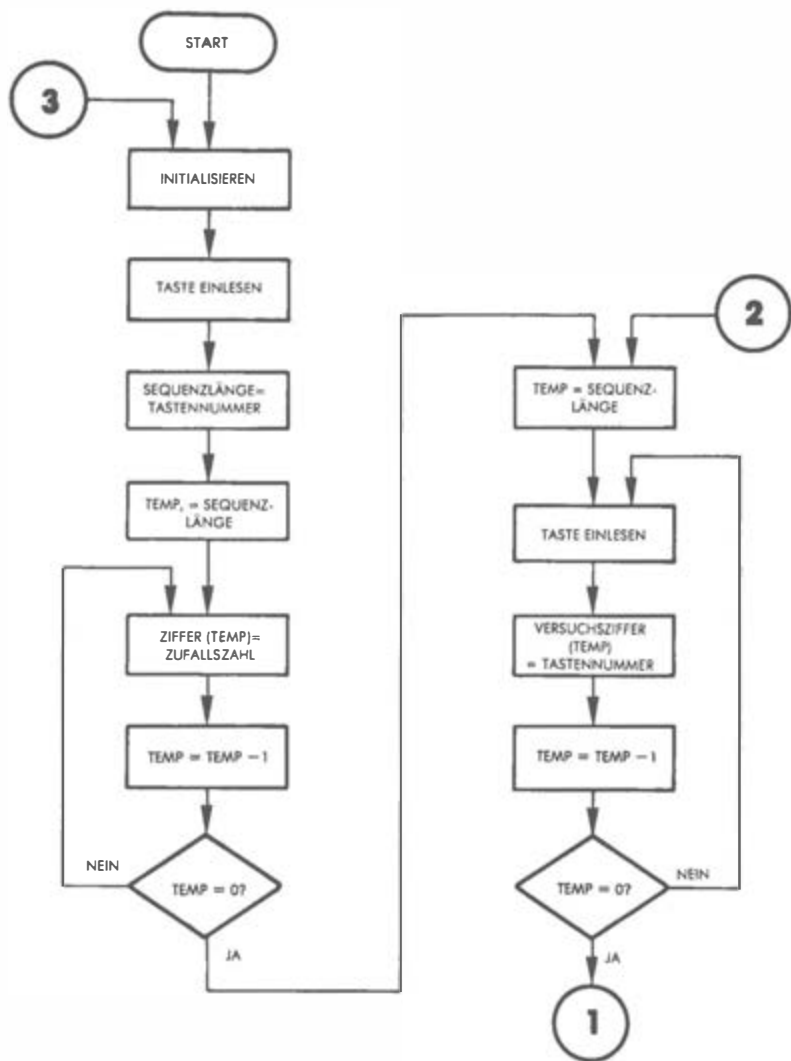 START
3
INITIALISIEREN
TASTE EINLESEN
SEQUENZLÄNGE=
TASTENNUMMER
TEMP, = SEQUENZ-
LÄNGE
ZIFFER (TEMP)=
ZUFALLSZAHL
TEMP = TEMP – 1
NEIN
TEMP = 0?
JA
2
TEMP = SEQUENZ-
LÄNGE
TASTE EINLESEN
VERSUCHSZIFFER
(TEMP)
= TASTENNUMMER
TEMP = TEMP – 1
TEMP = 0?
NEIN
JA
1